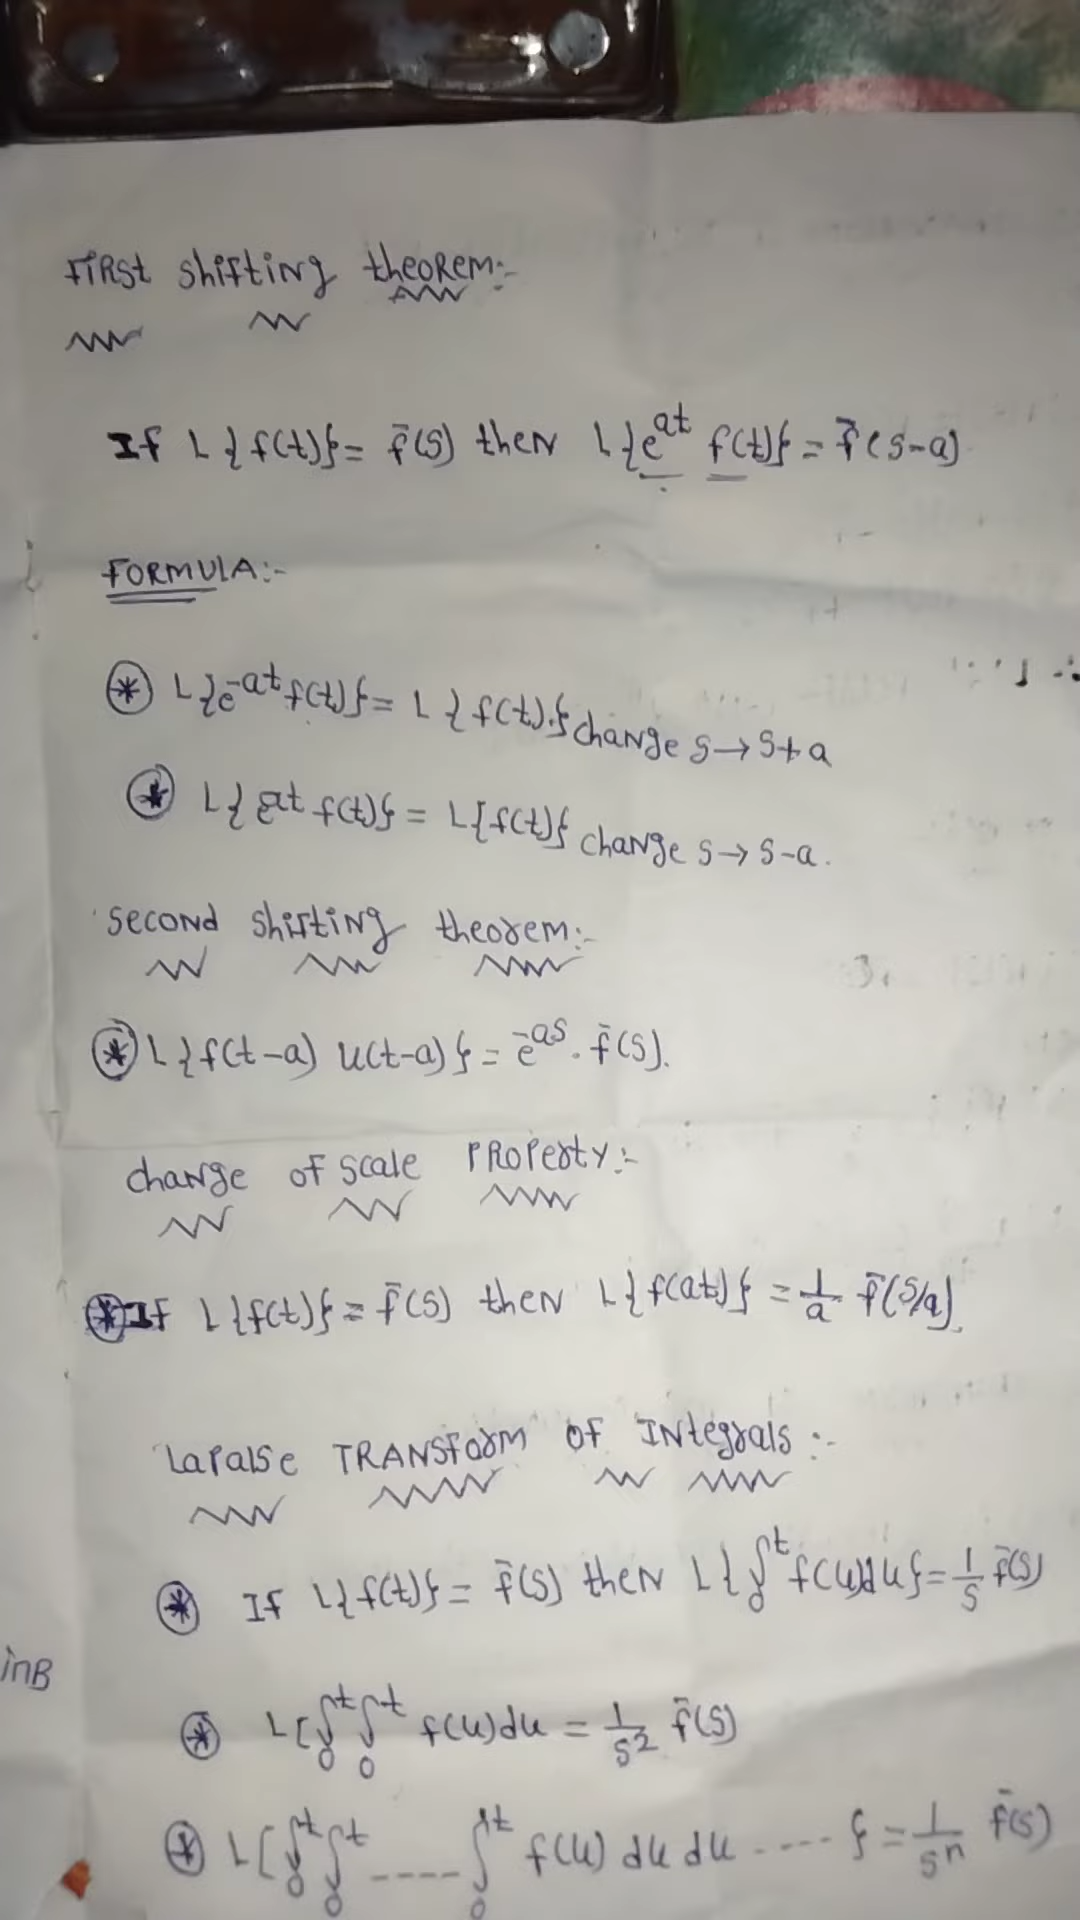 First shifting theorem:-
If L{f(t)} = f̄(s) then L{e^at f(t)} = f̄(s-a)
FORMULA:-
* L{e^-at f(t)} = L{f(t).} change s→s+a
* L{e^at f(t)} = L{f(t)} change s→s-a.
second shifting theorem:-
* L{f(t-a) u(t-a)} = e^-as . f̄(s).
change of scale Property:-
* If L{f(t)} = f̄(s) then L{f(at)} = 1/a f̄(s/a).
Lapalse TRANSform OF INtegrals :-
* If L{f(t)} = f̄(s) then L{∫₀^t f(u)du} = 1/s f̄(s)
inB
* L[∫₀^t ∫₀^t f(u)du = 1/s² f̄(s)
* L[∫₀^t ∫₀^t ----- ∫₀^t f(u) du du ---- } = 1/sⁿ f̄(s)